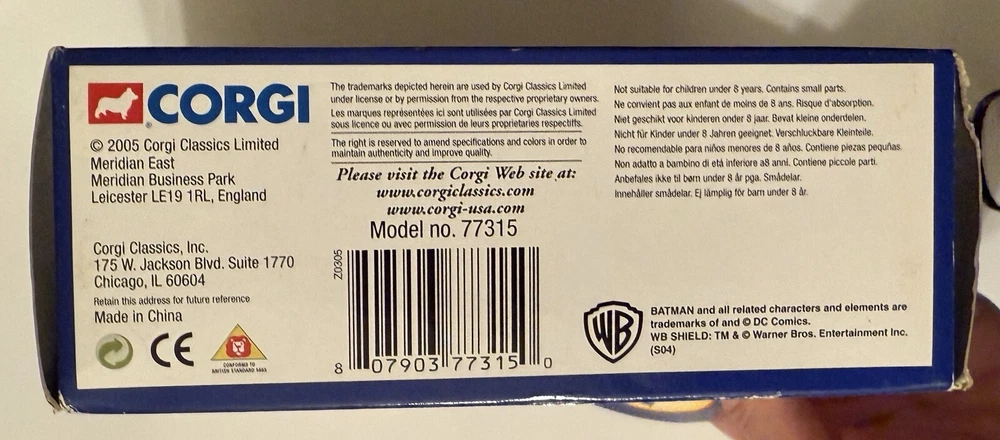 CORGI
© 2005 Corgi Classics Limited
Meridian East
Meridian Business Park
Leicester LE19 1RL, England
Corgi Classics, Inc.
175 W. Jackson Blvd. Suite 1770
Chicago, IL 60604
Retain this address for future reference
Made in China
CE
CONFORMS TO
BRITISH STANDARD 5665
The trademarks depicted herein are used by Corgi Classics Limited
under license or by permission from the respective proprietary owners.
Les marques représentées ici sont utilisées par Corgi Classics Limited
sous licence ou avec permission de leurs proprietaries respectifs.
The right is reserved to amend specifications and colors in order to
maintain authenticity and improve quality.
Please visit the Corgi Web site at:
www.corgiclassics.com
www.corgi-usa.com
Model no. 77315
Z0305
8 07903 77315 0
Not suitable for children under 8 years. Contains small parts.
Ne convient pas aux enfant de moins de 8 ans. Risque d'absorption.
Niet geschikt voor kinderen onder 8 jaar. Bevat kleine onderdelen.
Nicht für Kinder unter 8 Jahren geeignet. Verschluckbare Kleinteile.
No recomendable para niños menores de 8 años. Contiene piezas pequñas.
Non adatto a bambino di etá inferiore a8 anni. Contiene piccole parti.
Anbefales ikke til børn under 8 år pga. Smådelar.
Innehåller smådelar. Ej lämplig för barn under 8 år.
WB
BATMAN and all related characters and elements are
trademarks of and © DC Comics.
WB SHIELD: TM & © Warner Bros. Entertainment Inc.
(S04)